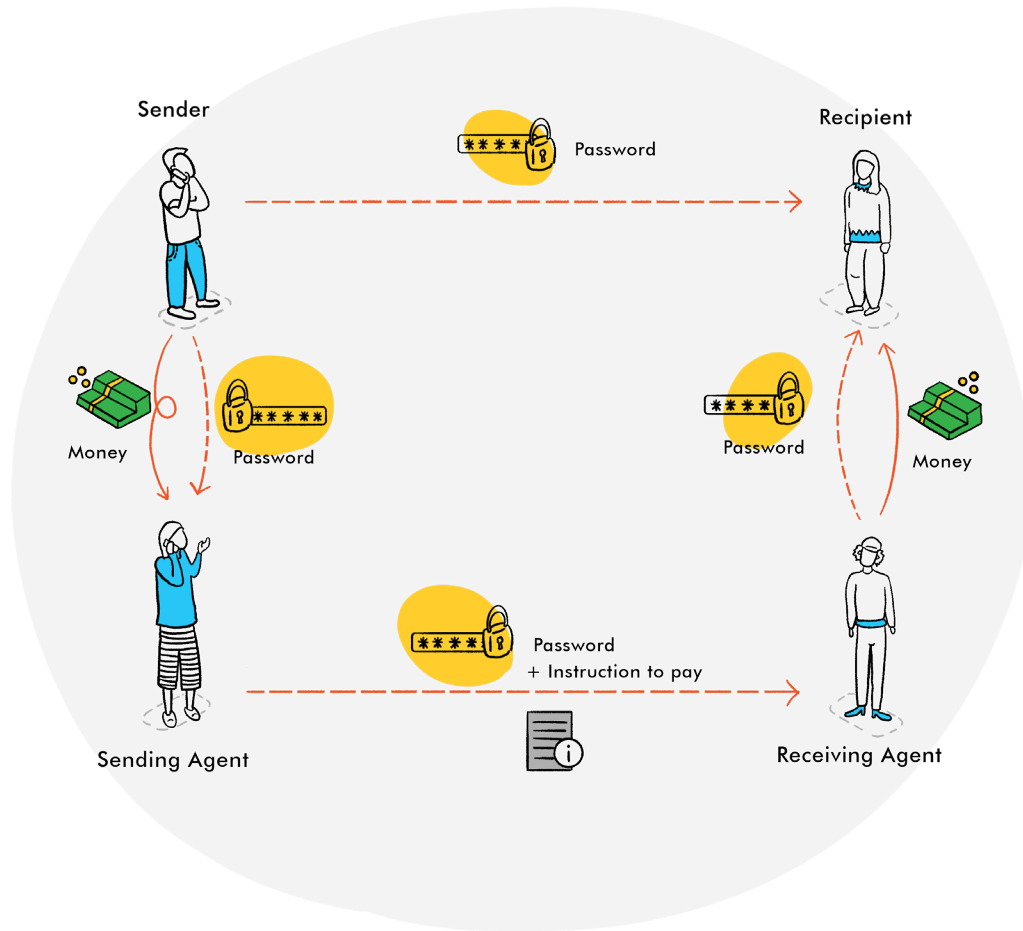 Sender
Recipient
Password
Money
Password
Password
Money
Password
+ Instruction to pay
Sending Agent
Receiving Agent